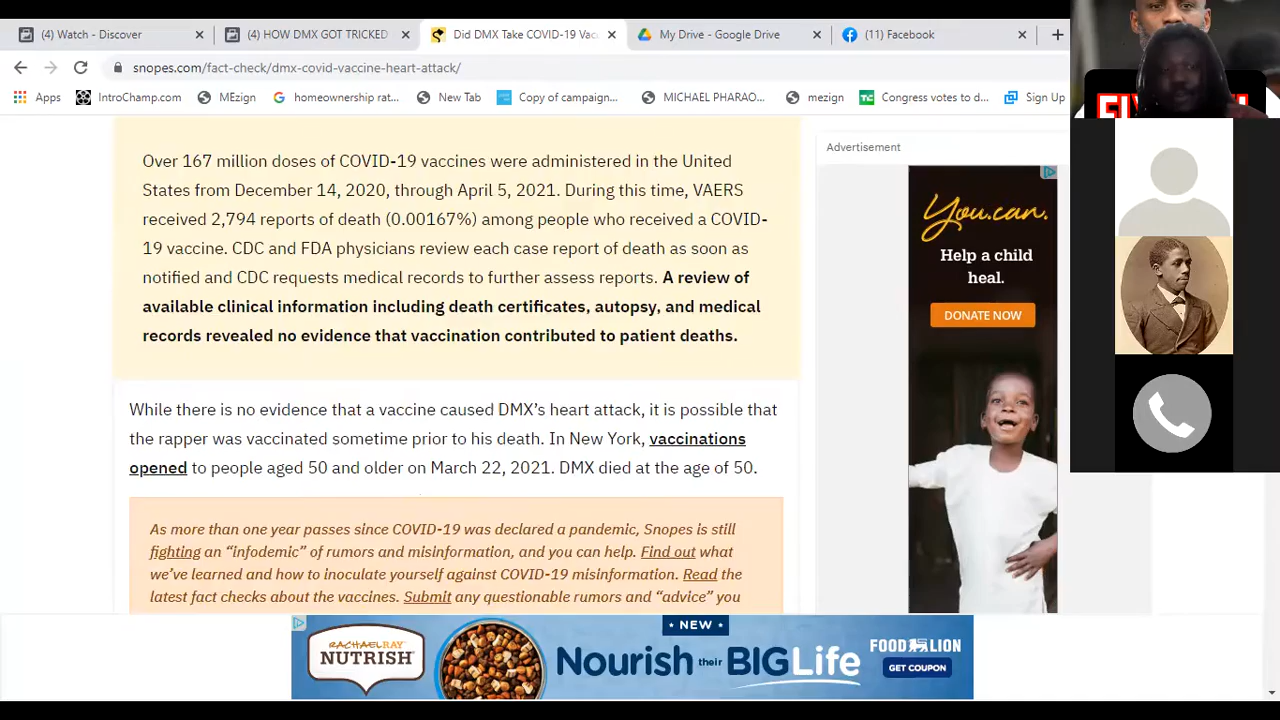 (4) Watch - Discover
(4) HOW DMX GOT TRICKED
Did DMX Take COVID-19 Vac
My Drive - Google Drive
(11) Facebook
snopes.com/fact-check/dmx-covid-vaccine-heart-attack/
Apps
IntroChamp.com
MEzign
homeownership rat...
New Tab
Copy of campaign...
MICHAEL PHARAO...
mezign
Congress votes to d...
Sign Up
Over 167 million doses of COVID-19 vaccines were administered in the United
States from December 14, 2020, through April 5, 2021. During this time, VAERS
received 2,794 reports of death (0.00167%) among people who received a COVID-
19 vaccine. CDC and FDA physicians review each case report of death as soon as
notified and CDC requests medical records to further assess reports. A review of
available clinical information including death certificates, autopsy, and medical
records revealed no evidence that vaccination contributed to patient deaths.
While there is no evidence that a vaccine caused DMX's heart attack, it is possible that
the rapper was vaccinated sometime prior to his death. In New York, vaccinations
opened to people aged 50 and older on March 22, 2021. DMX died at the age of 50.
As more than one year passes since COVID-19 was declared a pandemic, Snopes is still
fighting an “infodemic” of rumors and misinformation, and you can help. Find out what
we've learned and how to inoculate yourself against COVID-19 misinformation. Read the
latest fact checks about the vaccines. Submit any questionable rumors and “advice” you
Advertisement
You.can.
Help a child
heal.
DONATE NOW
RACHAEL RAY
NUTRISH
NEW
Nourish their BIGLife
FOOD LION
GET COUPON